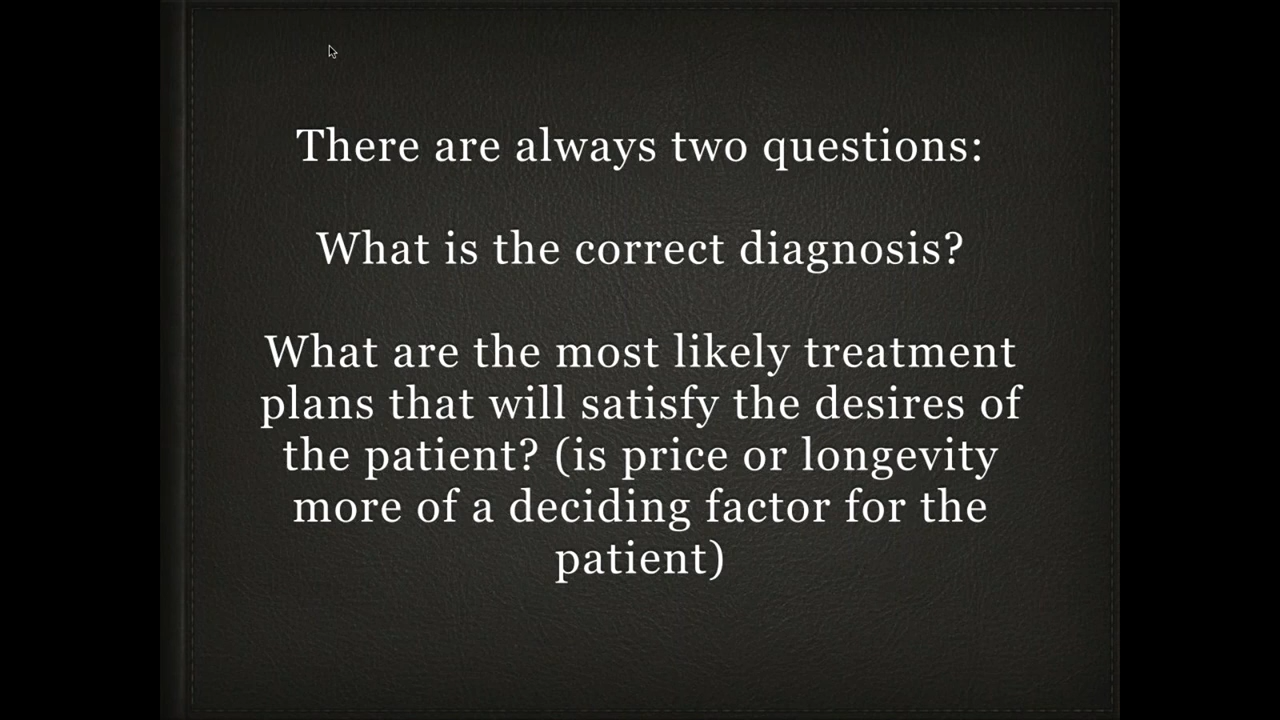 There are always two questions:
What is the correct diagnosis?
What are the most likely treatment
plans that will satisfy the desires of
the patient? (is price or longevity
more of a deciding factor for the
patient)